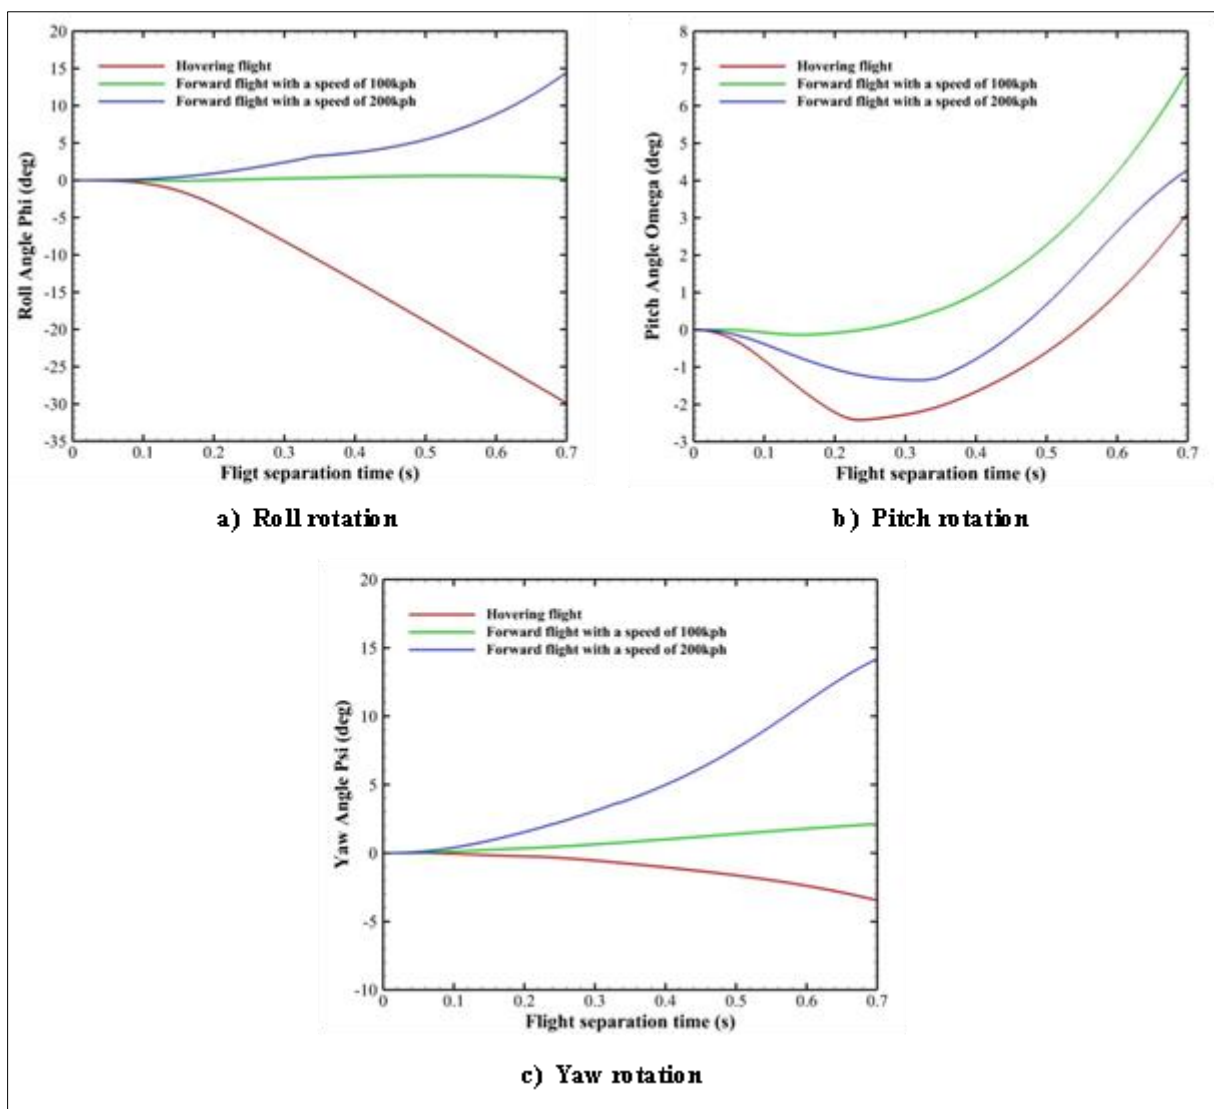 20
15
10
5
0
-5
-10
-15
-20
-25
-30
-35
Roll Angle Phi (deg)
Hovering flight
Forward flight with a speed of 100kph
Forward flight with a speed of 200kph
0 0.1 0.2 0.3 0.4 0.5 0.6 0.7
Fligt separation time (s)
a) Roll rotation
8
7
6
5
4
3
2
1
0
-1
-2
-3
Pitch Angle Omega (deg)
Hovering flight
Forward flight with a speed of 100kph
Forward flight with a speed of 200kph
0 0.1 0.2 0.3 0.4 0.5 0.6 0.7
Flight separation time (s)
b) Pitch rotation
20
15
10
5
0
-5
-10
Yaw Angle Psi (deg)
Hovering flight
Forward flight with a speed of 100kph
Forward flight with a speed of 200kph
0 0.1 0.2 0.3 0.4 0.5 0.6 0.7
Flight separation time (s)
c) Yaw rotation